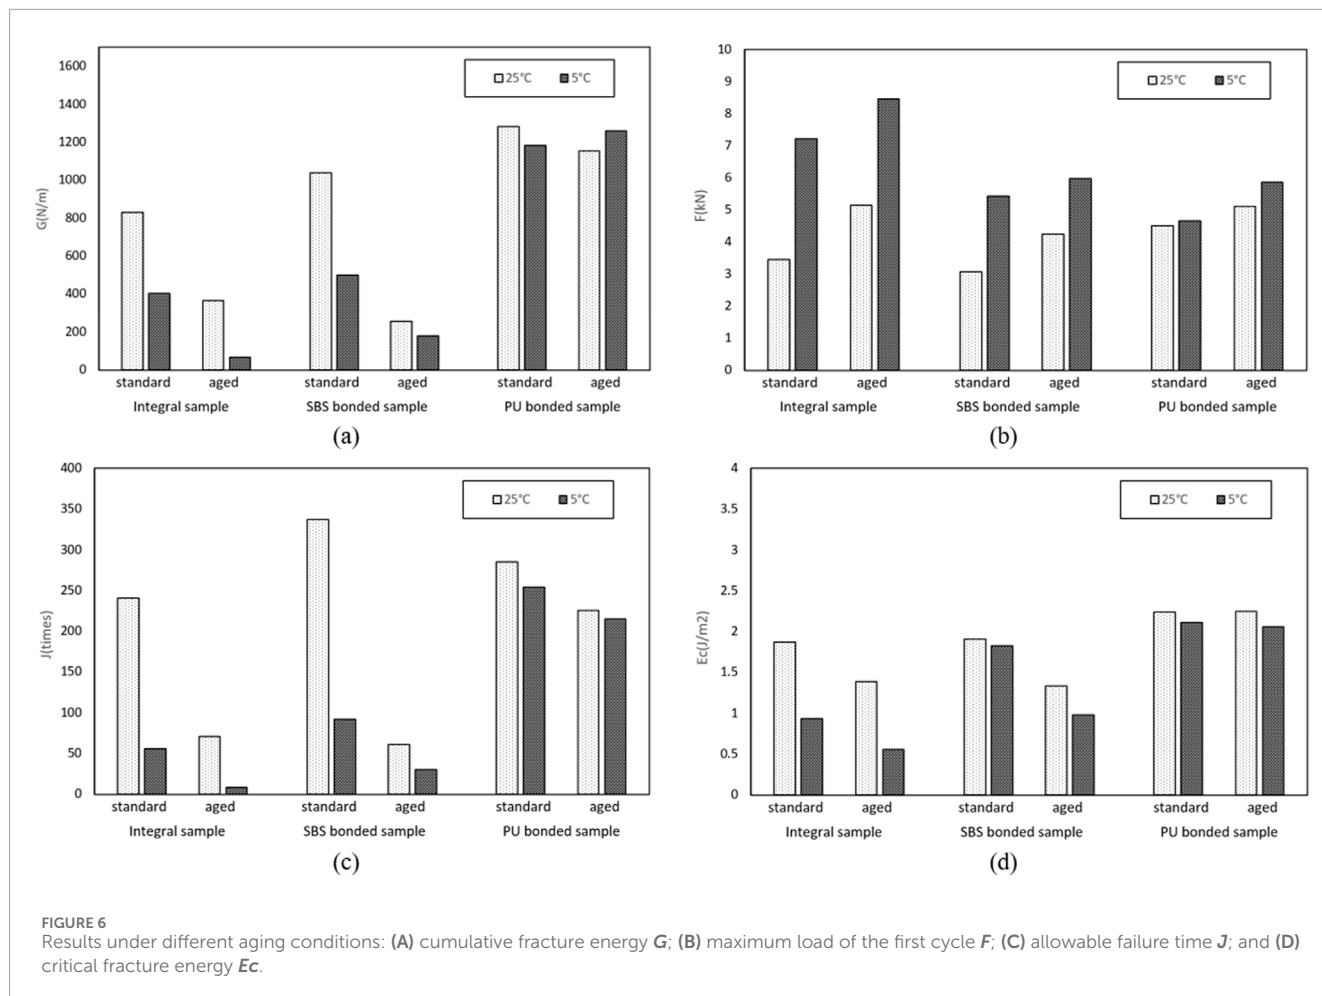 1600
1400
1200
1000
800
600
400
200
0
G(N/m)
25°C 5°C
standard aged standard aged standard aged
Integral sample SBS bonded sample PU bonded sample
(a)
10
9
8
7
6
5
4
3
2
1
0
F(kN)
25°C 5°C
standard aged standard aged standard aged
Integral sample SBS bonded sample PU bonded sample
(b)
400
350
300
250
200
150
100
50
0
J(times)
25°C 5°C
standard aged standard aged standard aged
Integral sample SBS bonded sample PU bonded sample
(c)
4
3.5
3
2.5
2
1.5
1
0.5
0
Ec(J/m2)
25°C 5°C
standard aged standard aged standard aged
Integral sample SBS bonded sample PU bonded sample
(d)
FIGURE 6
Results under different aging conditions: (A) cumulative fracture energy G; (B) maximum load of the first cycle F; (C) allowable failure time J; and (D)
critical fracture energy Ec.